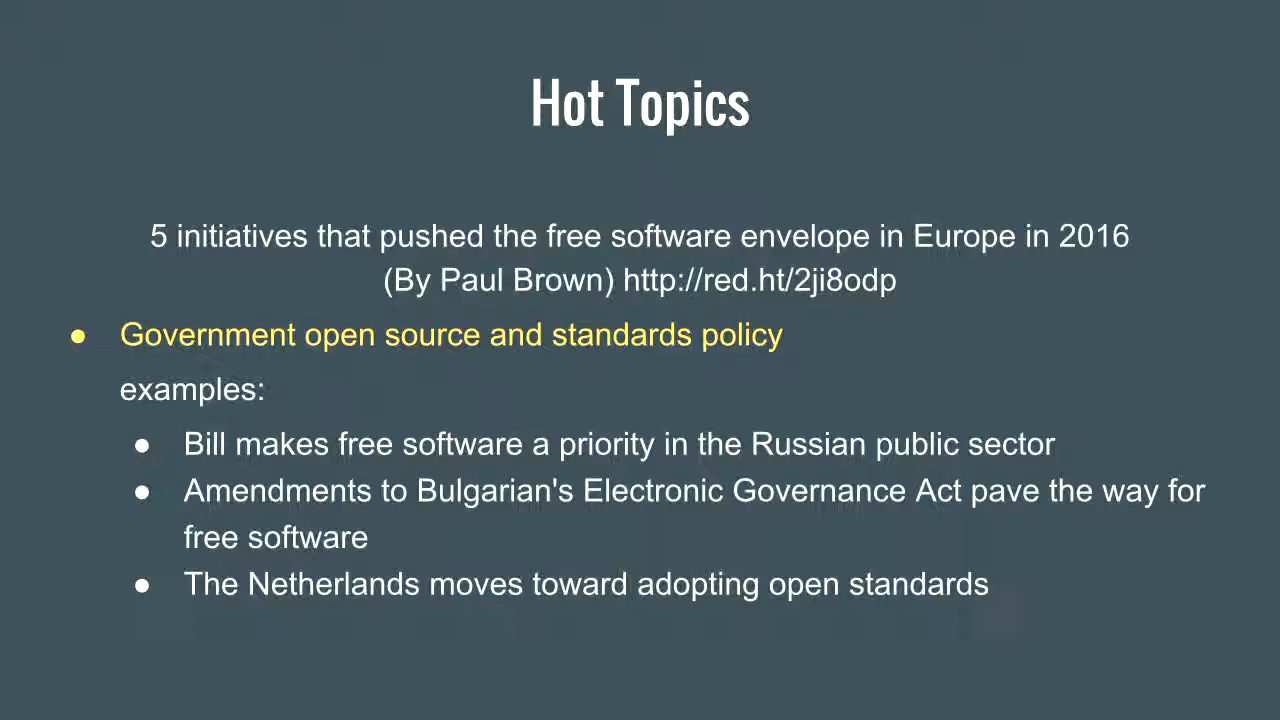 Hot Topics
5 initiatives that pushed the free software envelope in Europe in 2016
(By Paul Brown) http://red.ht/2ji8odp
● Government open source and standards policy
examples:
● Bill makes free software a priority in the Russian public sector
● Amendments to Bulgarian's Electronic Governance Act pave the way for
free software
● The Netherlands moves toward adopting open standards